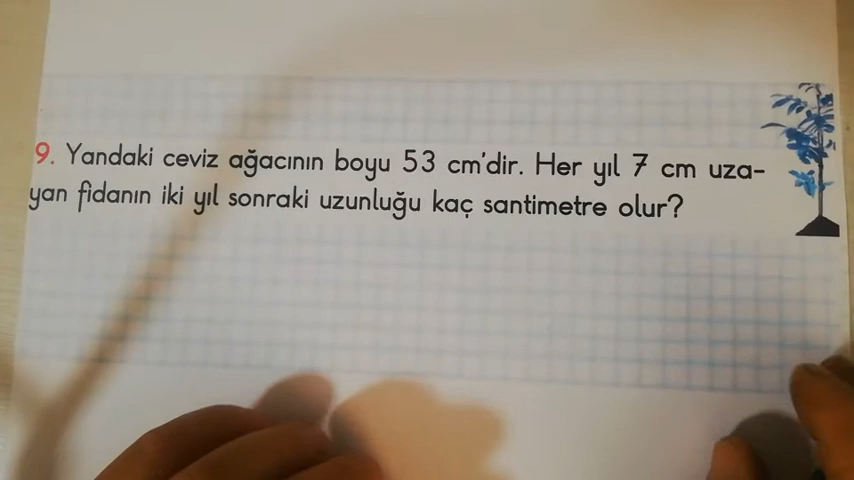 9. Yandaki ceviz ağacının boyu 53 cm'dir. Her yıl 7 cm uza-
yan fidanın iki yıl sonraki uzunluğu kaç santimetre olur?